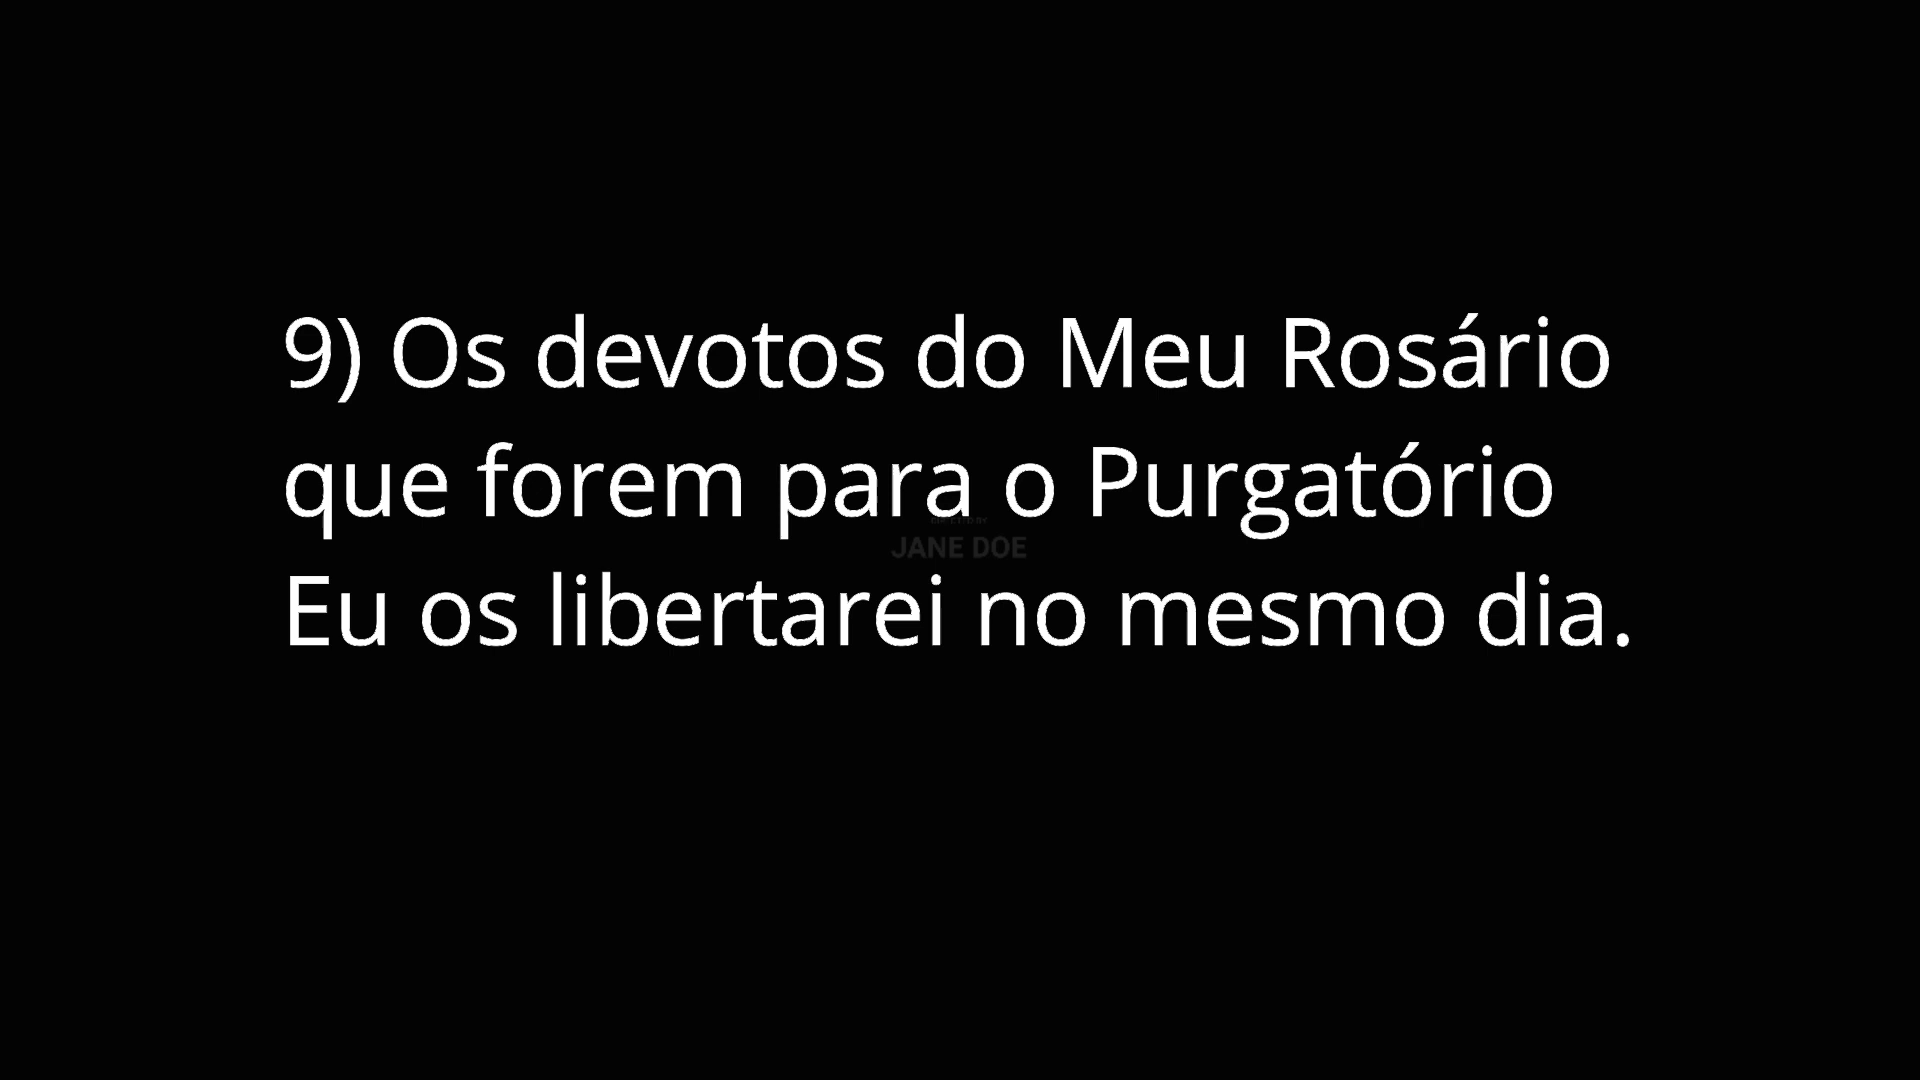 9) Os devotos do Meu Rosário
que forem para o Purgatório
JANE DOE
Eu os libertarei no mesmo dia.